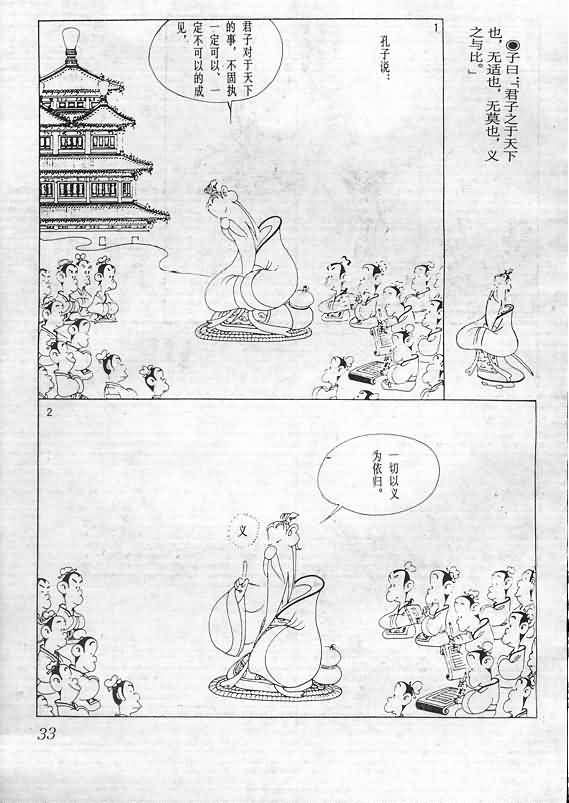 ◉子曰：“君子之于天下
也，无适也，无莫也，义
之与比。”
1
孔子说：
君子对于天下
的事，不固执
一定可以、一
定不可以的成
见，
2
一切以义
为依归。
义
33